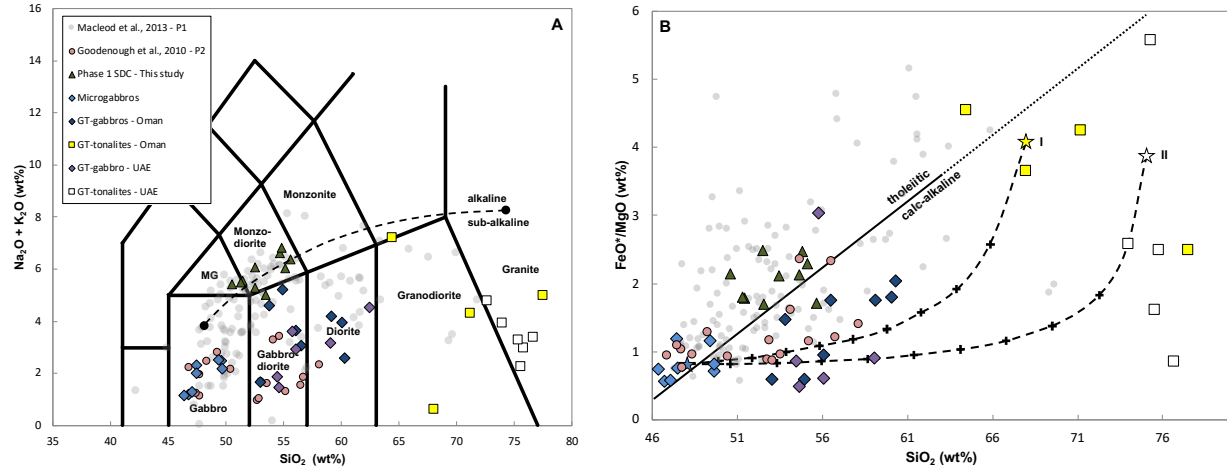 A
16
14
12
10
8
6
4
2
0
Na₂O + K₂O (wt%)
35 40 45 50 55 60 65 70 75 80
SiO₂ (wt%)
Macleod et al., 2013 - P1
Goodenough et al., 2010 - P2
Phase 1 SDC - This study
Microgabbros
GT-gabbros - Oman
GT-tonalites - Oman
GT-gabbro - UAE
GT-tonalites - UAE
Monzonite
Monzo-
diorite
MG
alkaline
sub-alkaline
Granite
Granodiorite
Diorite
Gabbro-
diorite
Gabbro
B
6
5
4
3
2
1
0
FeO*/MgO (wt%)
46 51 56 61 66 71 76
SiO₂ (wt%)
tholeiitic
calc-alkaline
I
II